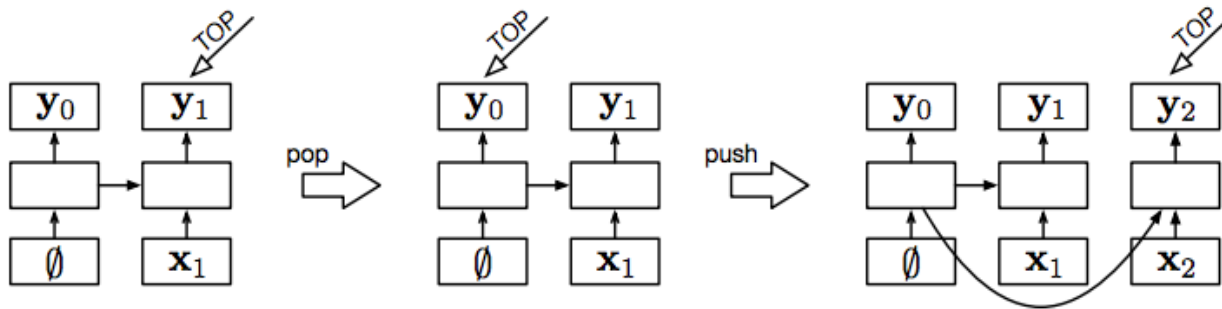 TOP TOP TOP
y₀ y₁ y₀ y₁ y₀ y₁ y₂
pop push
∅ x₁ ∅ x₁ ∅ x₁ x₂